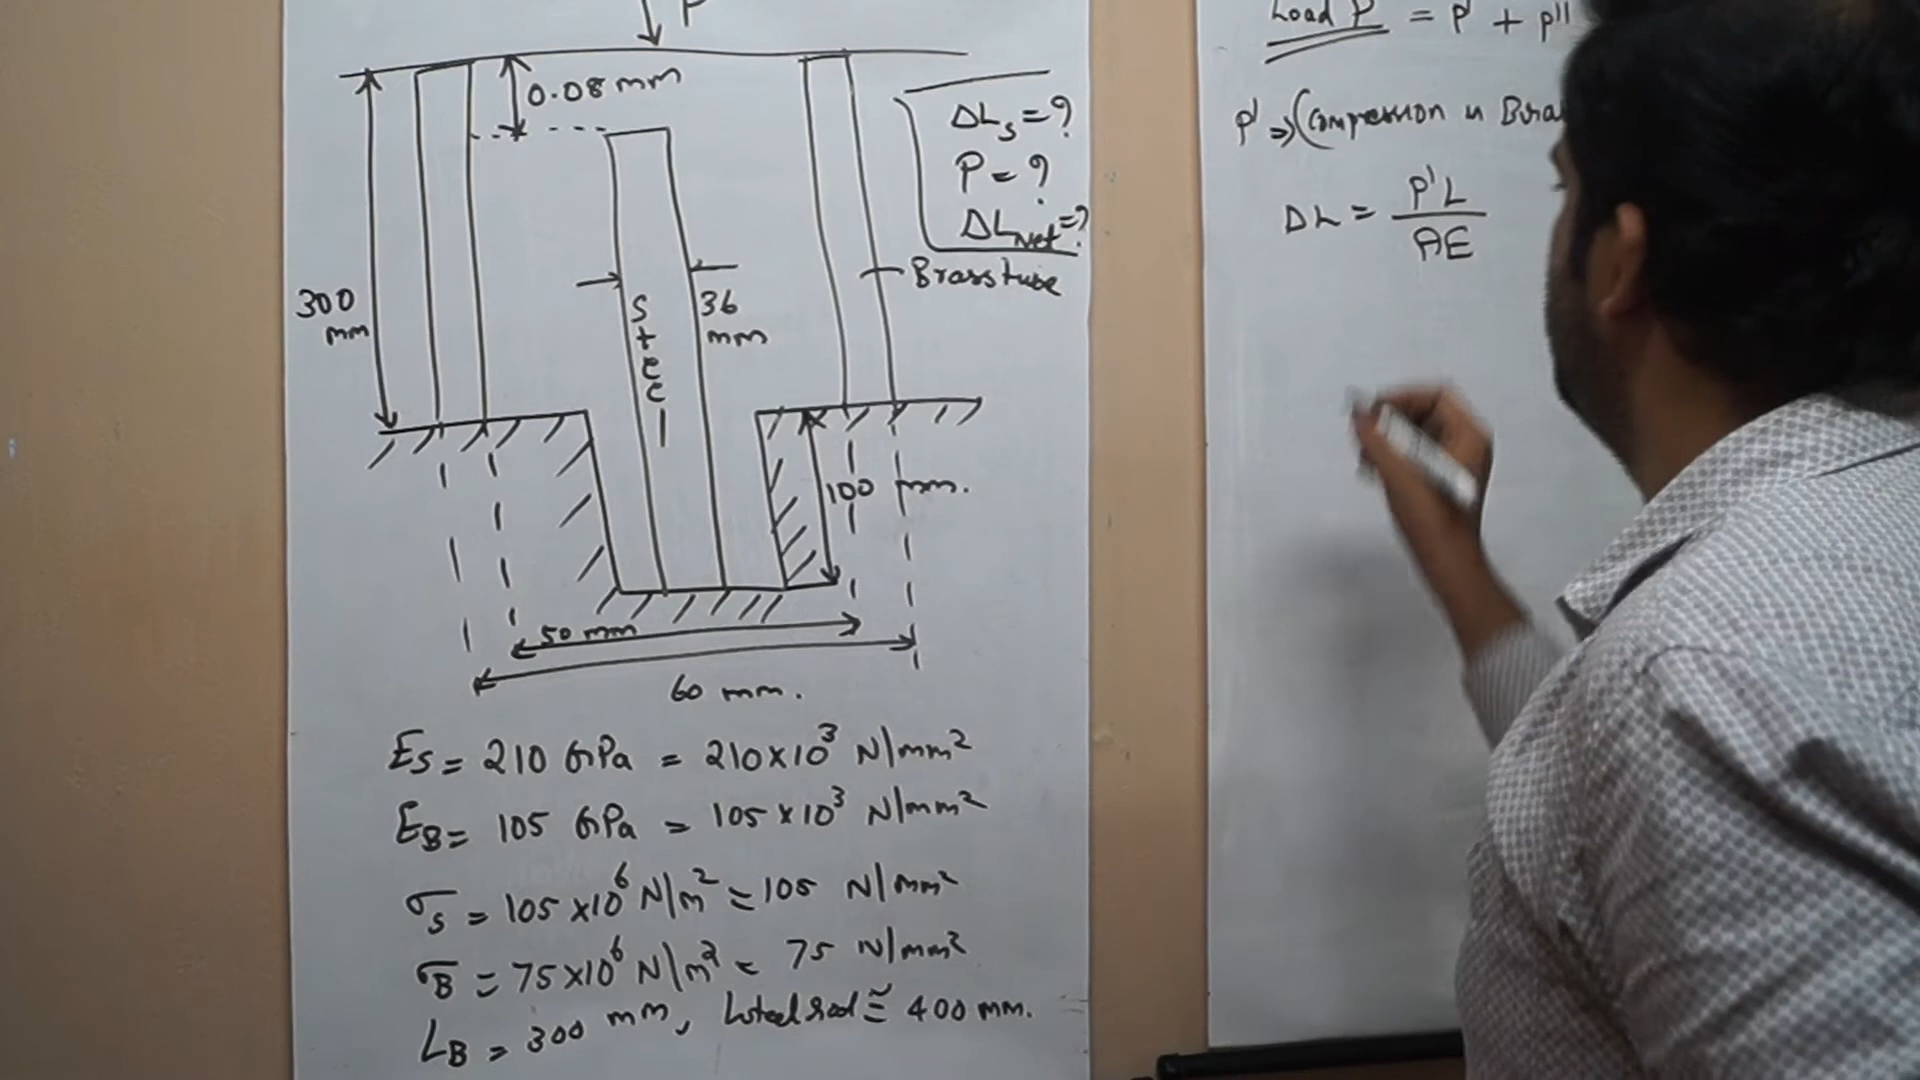 P
0.08 mm
ΔLs = ?
P = ?
ΔLNet = ?
Brass tube
300
mm
Steel
36
mm
100 mm.
50 mm
60 mm.
Es = 210 GPa = 210×10³ N/mm²
EB = 105 GPa = 105×10³ N/mm²
σs = 105×10⁶ N/m² = 105 N/mm²
σB = 75×10⁶ N/m² = 75 N/mm²
LB = 300 mm, Lsteel rod ≅ 400 mm.
Load P = P' + P''
P' ⇒ (Compression in Bra
ΔL = P'L / AE